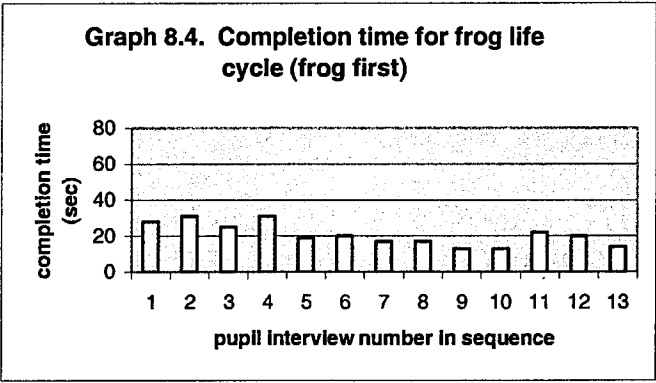 Graph 8.4. Completion time for frog life
cycle (frog first)
completion time
(sec)
80
60
40
20
0
1 2 3 4 5 6 7 8 9 10 11 12 13
pupil interview number in sequence